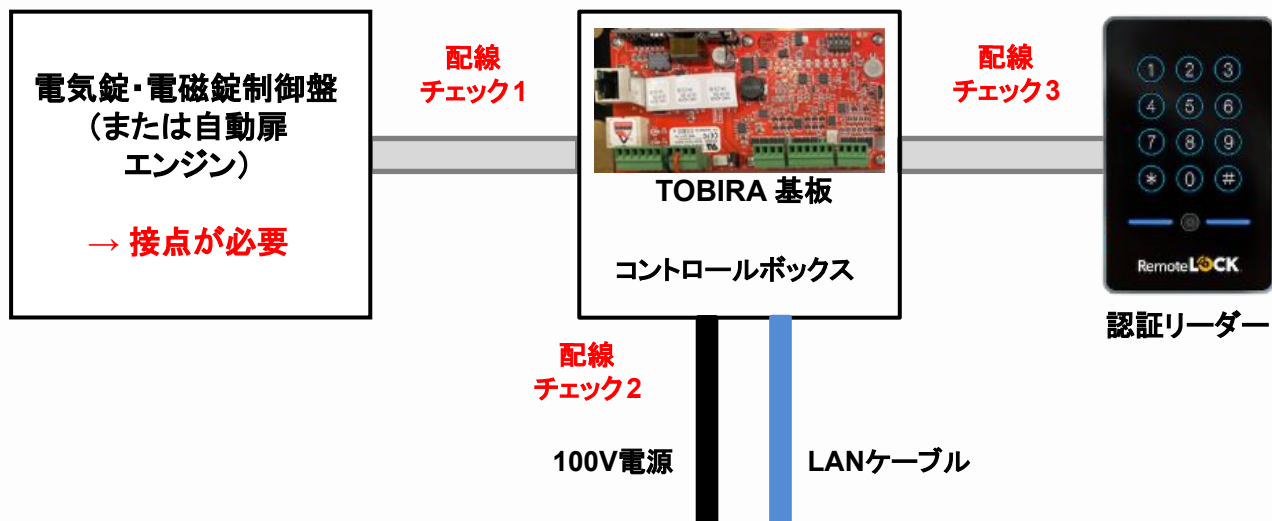 電気錠・電磁錠制御盤
(または自動扉
エンジン)
→ 接点が必要
配線
チェック1
TOBIRA 基板
コントロールボックス
配線
チェック3
1 2 3
4 5 6
7 8 9
* 0 #
RemoteLOCK
認証リーダー
配線
チェック2
100V電源
LANケーブル